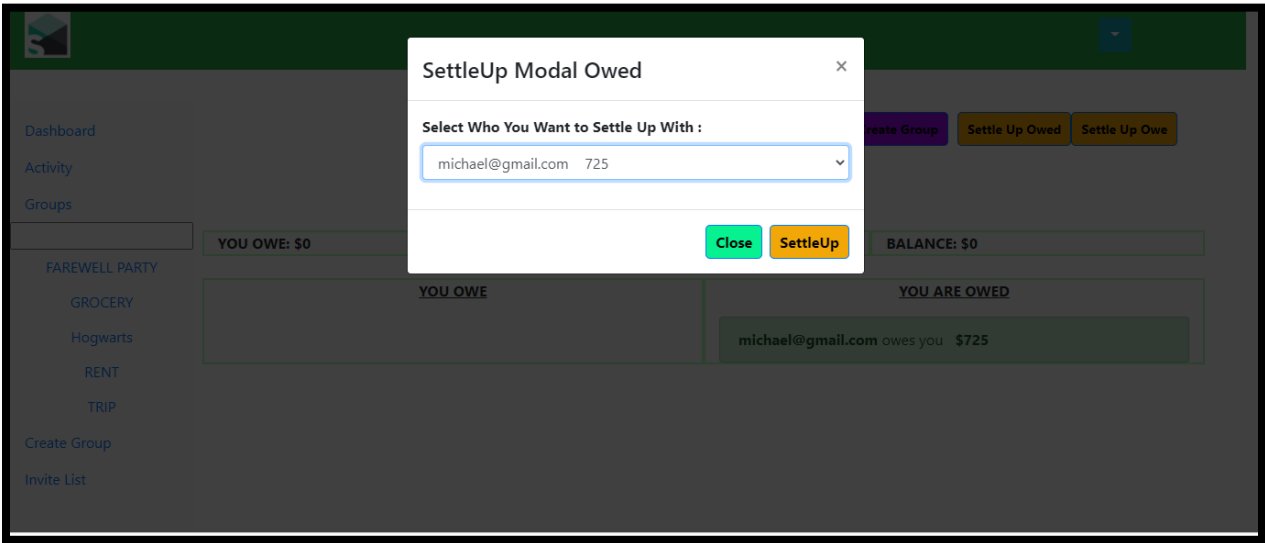 S
SettleUp Modal Owed ×
Select Who You Want to Settle Up With :
michael@gmail.com 725
Close SettleUp
Group Settle Up Owed Settle Up Owe
Dashboard
Activity
Groups
FAREWELL PARTY
GROCERY
Hogwarts
RENT
TRIP
Create Group
Invite List
YOU OWE: $0 BALANCE: $0
YOU OWE YOU ARE OWED
michael@gmail.com owes you $725